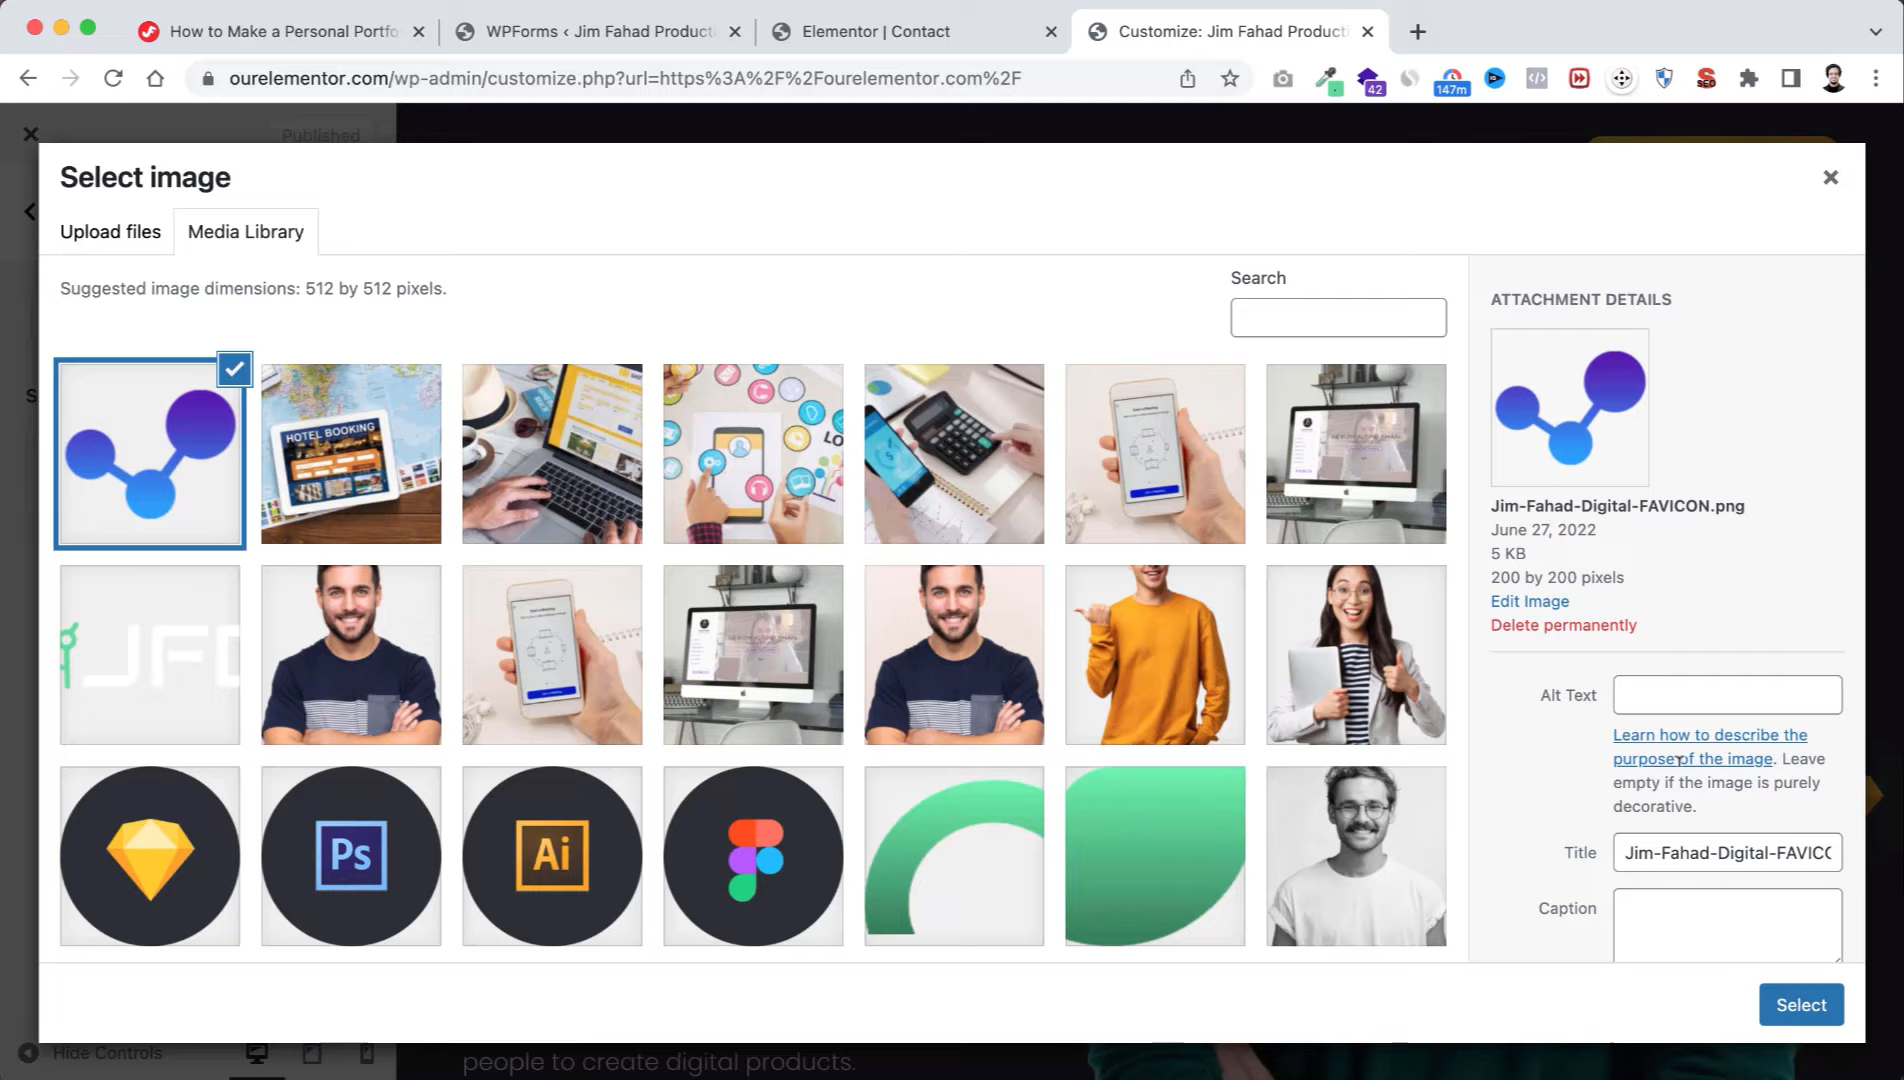 How to Make a Personal Portfo
WPForms ‹ Jim Fahad Product
Elementor | Contact
Customize: Jim Fahad Product
ourelementor.com/wp-admin/customize.php?url=https%3A%2F%2Fourelementor.com%2F
42
147m
SEO
Published
Select image
Upload files
Media Library
Suggested image dimensions: 512 by 512 pixels.
Search
ATTACHMENT DETAILS
HOTEL BOOKING
LO
Jim-Fahad-Digital-FAVICON.png
June 27, 2022
5 KB
200 by 200 pixels
Edit Image
Delete permanently
JFD
Alt Text
Learn how to describe the
purpose of the image. Leave
empty if the image is purely
decorative.
Ps
Ai
Title
Jim-Fahad-Digital-FAVIC
Caption
Select
Hide Controls
people to create digital products.